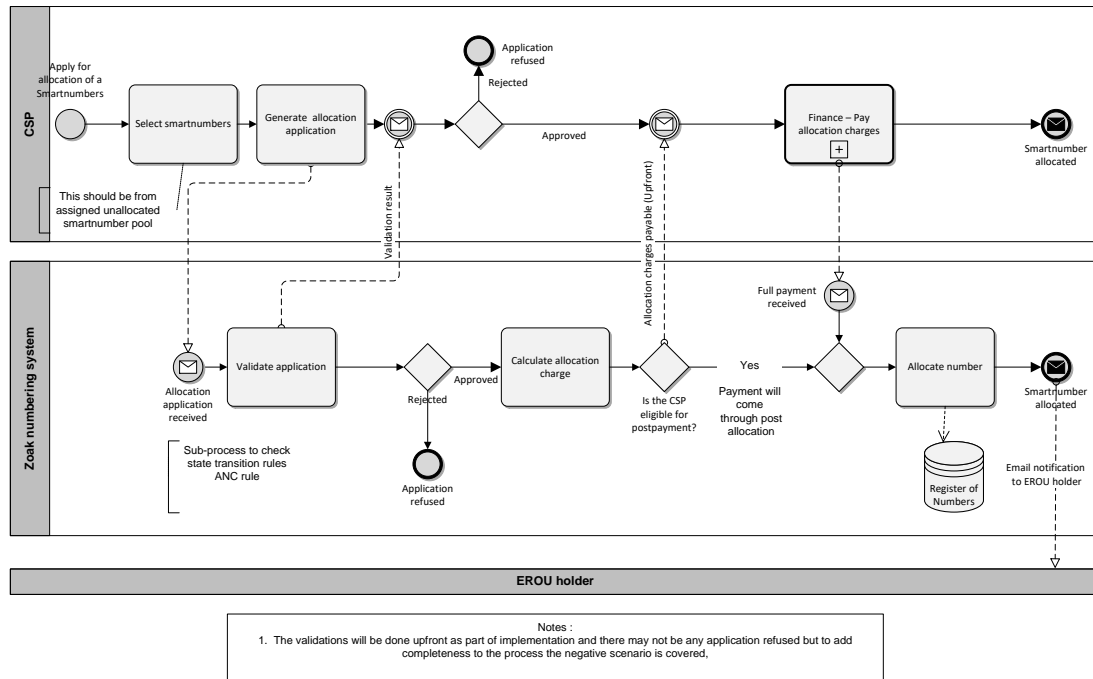 CSP
Apply for
allocation of a
Smartnumbers
Select smartnumbers
Generate allocation
application
Application
refused
Rejected
Approved
Finance – Pay
allocation charges
Smartnumber
allocated
This should be from
assigned unallocated
smartnumber pool
Validation result
Allocation charges payable (Upfront)
Zoak numbering system
Allocation
application
received
Validate application
Approved
Rejected
Application
refused
Calculate allocation
charge
Is the CSP
eligible for
postpayment?
Yes
Payment will
come
through post
allocation
Full payment
received
Allocate number
Smartnumber
allocated
Register of
Numbers
Email notification
to EROU holder
Sub-process to check
state transition rules
ANC rule
EROU holder
Notes :
1. The validations will be done upfront as part of implementation and there may not be any application refused but to add
completeness to the process the negative scenario is covered,